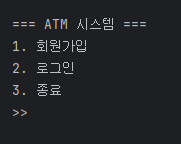 === ATM 시스템 ===
1. 회원가입
2. 로그인
3. 종료
>>